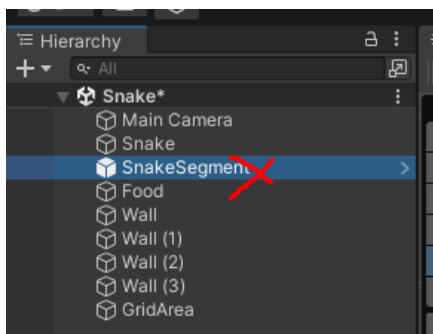 Hierarchy
All
Snake*
Main Camera
Snake
SnakeSegment
Food
Wall
Wall (1)
Wall (2)
Wall (3)
GridArea